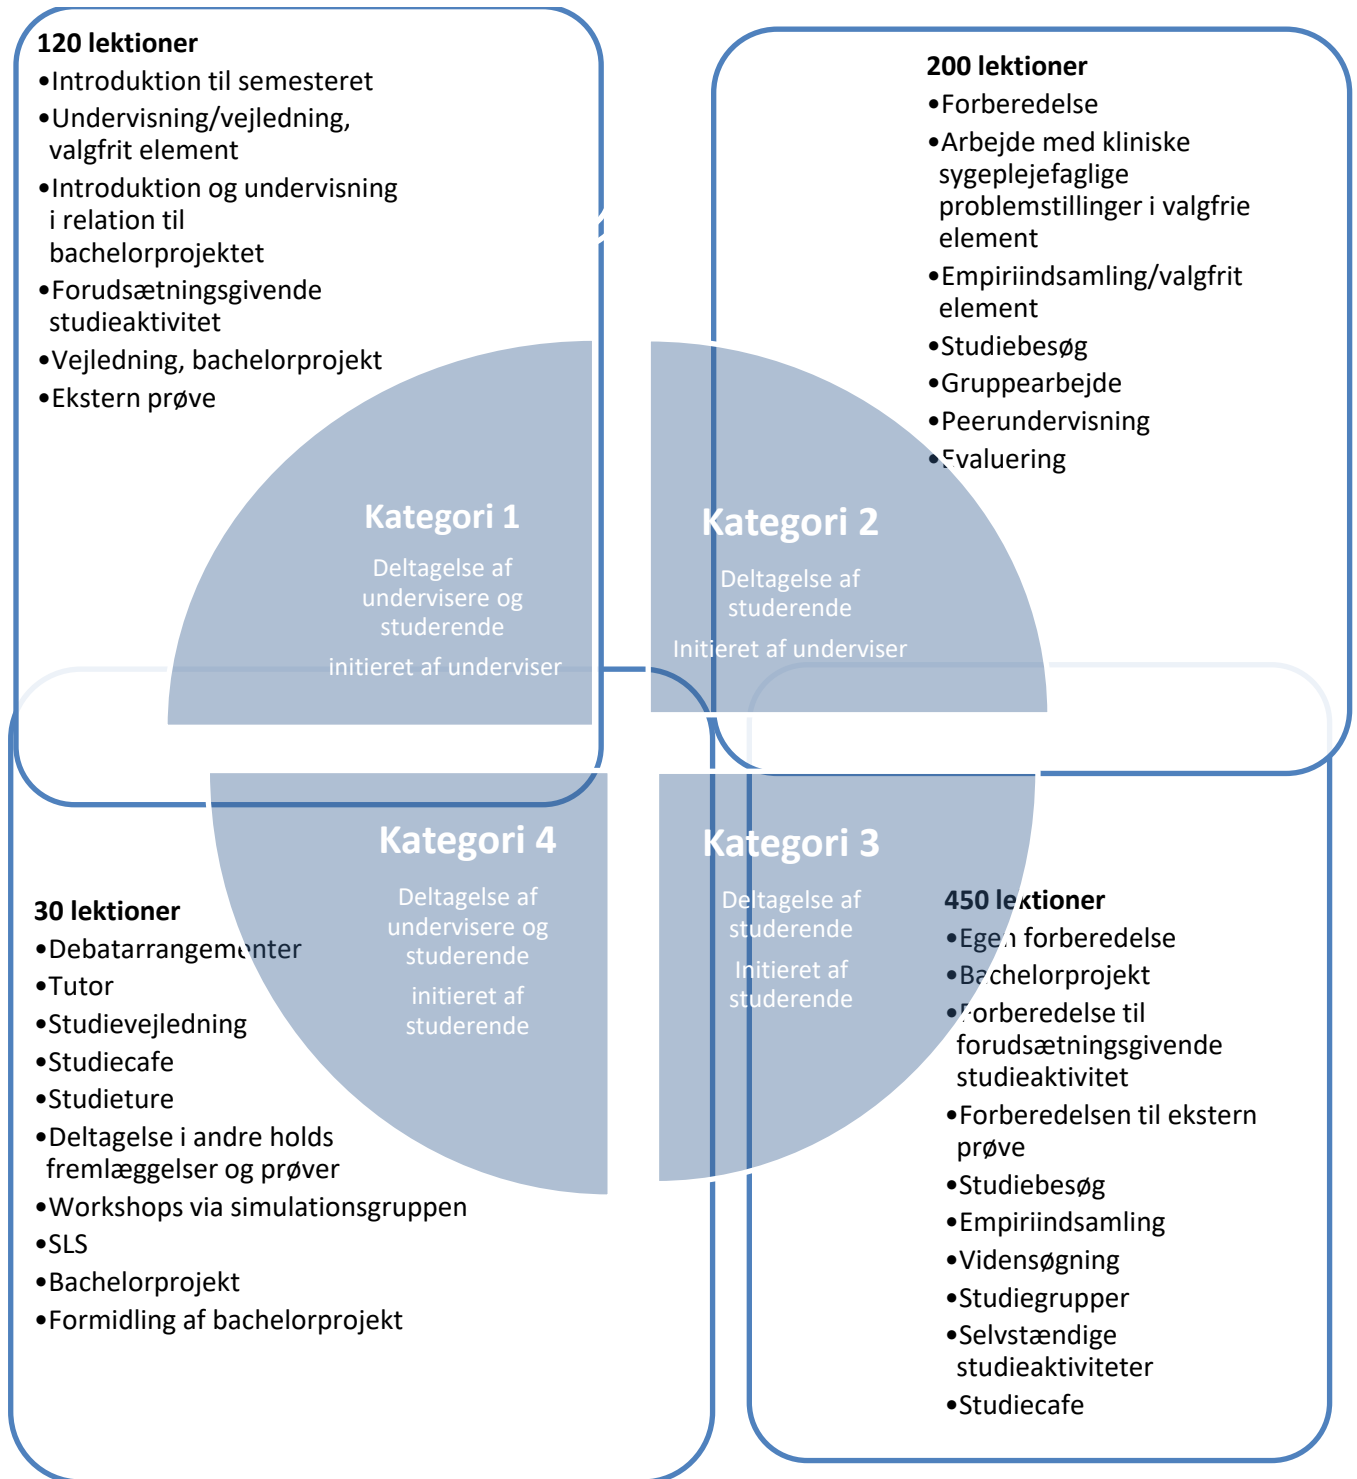 120 lektioner
•Introduktion til semesteret
•Undervisning/vejledning,
valgfrit element
•Introduktion og undervisning
i relation til
bachelorprojektet
•Forudsætningsgivende
studieaktivitet
•Vejledning, bachelorprojekt
•Ekstern prøve
200 lektioner
•Forberedelse
•Arbejde med kliniske
sygeplejefaglige
problemstillinger i valgfrie
element
•Empiriindsamling/valgfrit
element
•Studiebesøg
•Gruppearbejde
•Peerundervisning
•Evaluering
Kategori 1
Deltagelse af
undervisere og
studerende
initieret af underviser
Kategori 2
Deltagelse af
studerende
Initieret af underviser
Kategori 4
Deltagelse af
undervisere og
studerende
initieret af
studerende
Kategori 3
Deltagelse af
studerende
Initieret af
studerende
30 lektioner
•Debatarrangementer
•Tutor
•Studievejledning
•Studiecafe
•Studieture
•Deltagelse i andre holds
fremlæggelser og prøver
•Workshops via simulationsgruppen
•SLS
•Bachelorprojekt
•Formidling af bachelorprojekt
450 lektioner
•Egen forberedelse
•Bachelorprojekt
•Forberedelse til
forudsætningsgivende
studieaktivitet
•Forberedelsen til ekstern
prøve
•Studiebesøg
•Empiriindsamling
•Vidensøgning
•Studiegrupper
•Selvstændige
studieaktiviteter
•Studiecafe